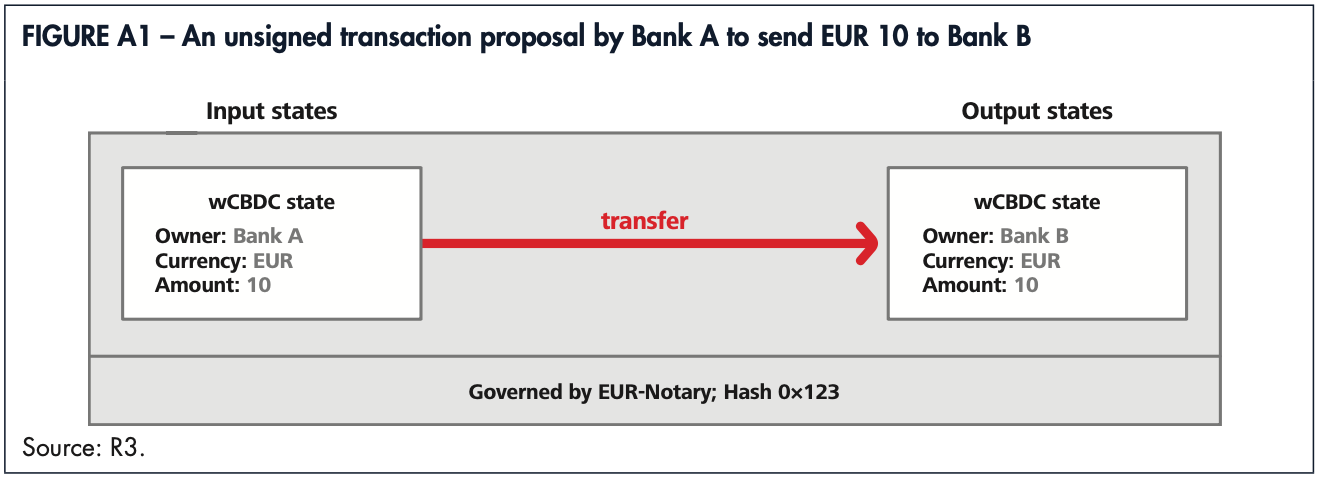 FIGURE A1 – An unsigned transaction proposal by Bank A to send EUR 10 to Bank B
Input states
Output states
wCBDC state
Owner: Bank A
Currency: EUR
Amount: 10
transfer
wCBDC state
Owner: Bank B
Currency: EUR
Amount: 10
Governed by EUR-Notary; Hash 0×123
Source: R3.